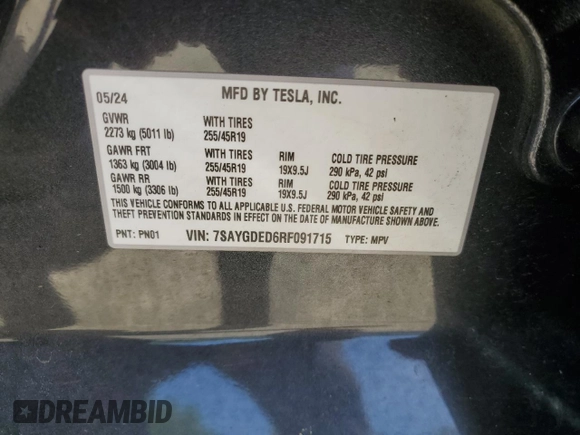 05/24 MFD BY TESLA, INC.
GVWR WITH TIRES
2273 kg (5011 lb) 255/45R19
GAWR FRT WITH TIRES RIM COLD TIRE PRESSURE
1363 kg (3004 lb) 255/45R19 19X9.5J 290 kPa, 42 psi
GAWR RR WITH TIRES RIM COLD TIRE PRESSURE
1500 kg (3306 lb) 255/45R19 19X9.5J 290 kPa, 42 psi
THIS VEHICLE CONFORMS TO ALL APPLICABLE U.S. FEDERAL MOTOR VEHICLE SAFETY AND
THEFT PREVENTION STANDARDS IN EFFECT ON THE DATE OF MANUFACTURE SHOWN ABOVE.
PNT: PN01 VIN: 7SAYGDED6RF091715 TYPE: MPV
DREAMBID